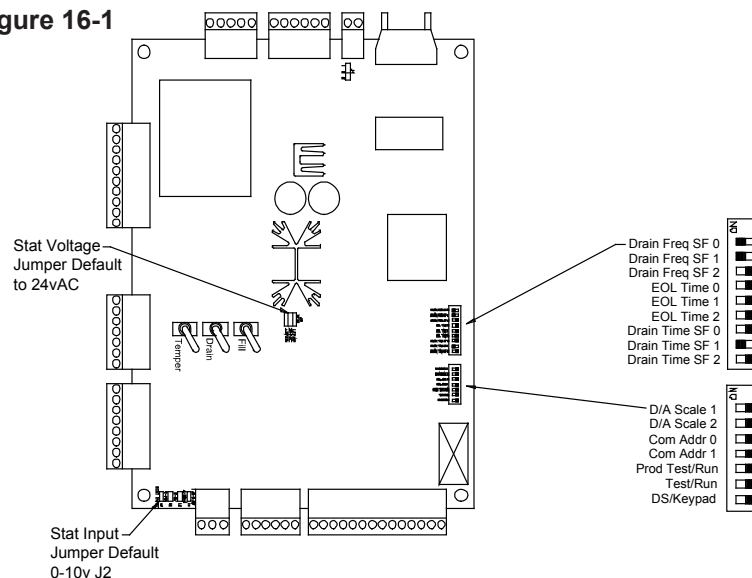 gure 16-1
Stat Voltage
Jumper Default
to 24vAC
Temper
Drain
Fill
Stat Input
Jumper Default
0-10v J2
NO
Drain Freq SF 0
Drain Freq SF 1
Drain Freq SF 2
EOL Time 0
EOL Time 1
EOL Time 2
Drain Time SF 0
Drain Time SF 1
Drain Time SF 2
NO
D/A Scale 1
D/A Scale 2
Com Addr 0
Com Addr 1
Prod Test/Run
Test/Run
DS/Keypad